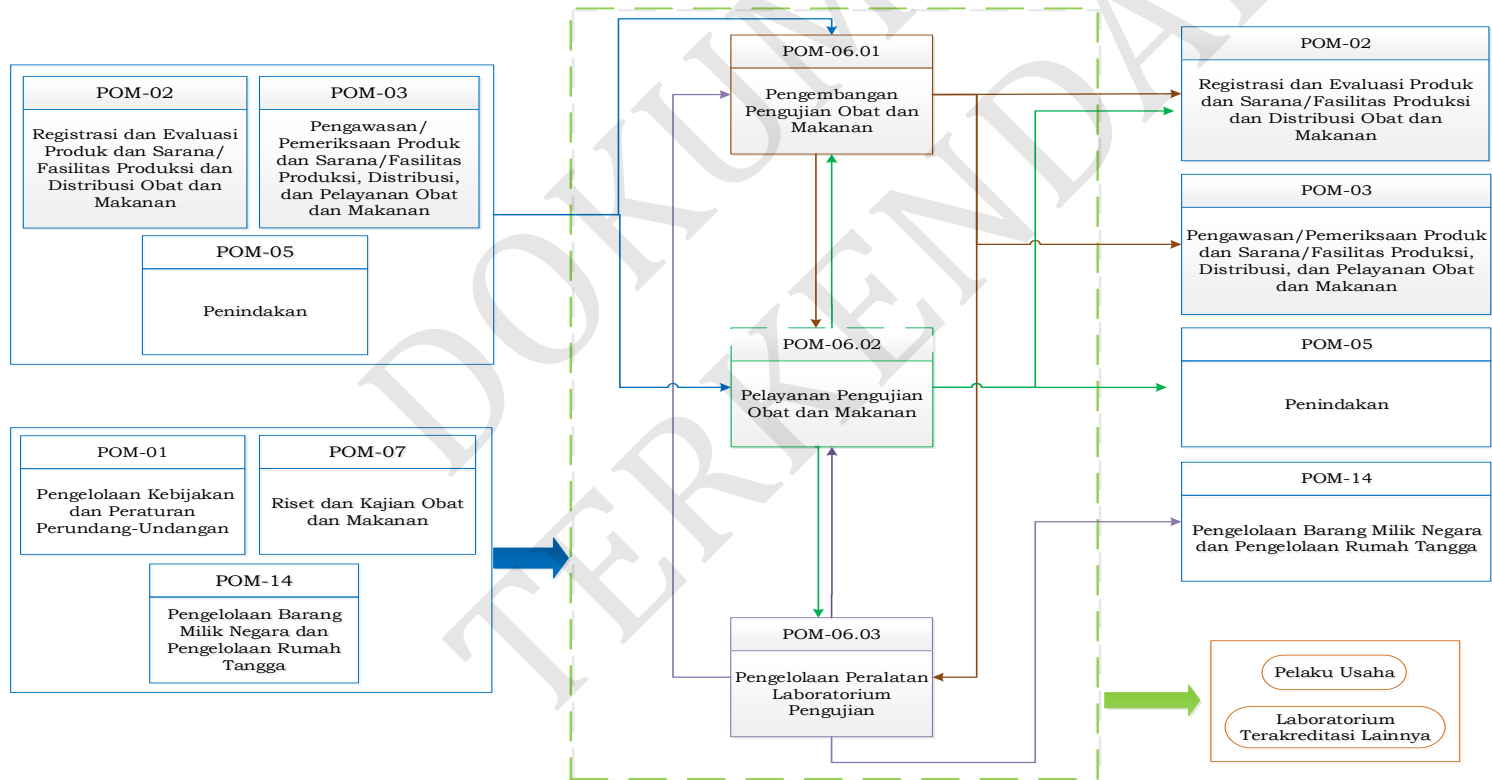 POM-02
Registrasi dan Evaluasi
Produk dan Sarana/
Fasilitas Produksi dan
Distribusi Obat dan
Makanan
POM-03
Pengawasan/
Pemeriksaan Produk
dan Sarana/Fasilitas
Produksi, Distribusi,
dan Pelayanan Obat
dan Makanan
POM-05
Penindakan
POM-01
Pengelolaan Kebijakan
dan Peraturan
Perundang-Undangan
POM-07
Riset dan Kajian Obat
dan Makanan
POM-14
Pengelolaan Barang
Milik Negara dan
Pengelolaan Rumah
Tangga
POM-06.01
Pengembangan
Pengujian Obat dan
Makanan
POM-06.02
Pelayanan Pengujian
Obat dan Makanan
POM-06.03
Pengelolaan Peralatan
Laboratorium
Pengujian
POM-02
Registrasi dan Evaluasi Produk
dan Sarana/Fasilitas Produksi
dan Distribusi Obat dan
Makanan
POM-03
Pengawasan/Pemeriksaan Produk
dan Sarana/Fasilitas Produksi,
Distribusi, dan Pelayanan Obat
dan Makanan
POM-05
Penindakan
POM-14
Pengelolaan Barang Milik Negara
dan Pengelolaan Rumah Tangga
Pelaku Usaha
Laboratorium
Terakreditasi Lainnya